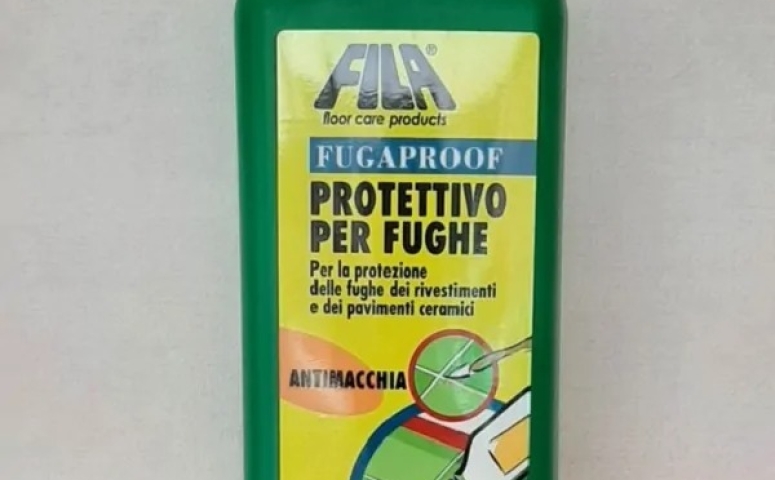 FILA®
floor care products
FUGAPROOF
PROTETTIVO
PER FUGHE
Per la protezione
delle fughe dei rivestimenti
e dei pavimenti ceramici
ANTIMACCHIA